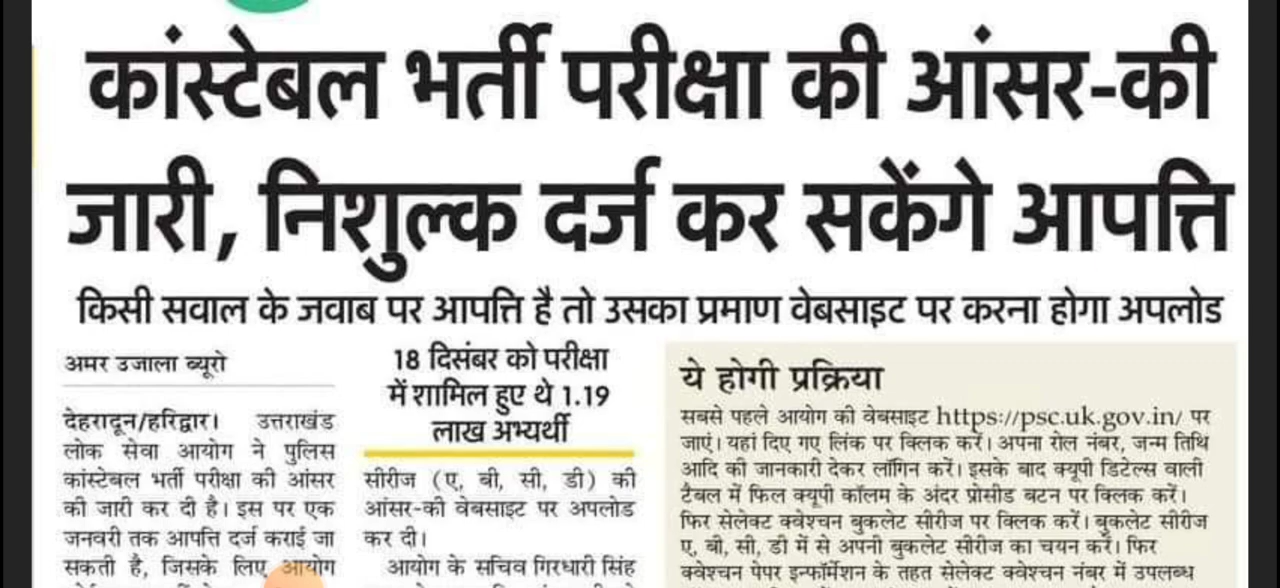 कांस्टेबल भर्ती परीक्षा की आंसर-की
जारी, निशुल्क दर्ज कर सकेंगे आपत्ति
किसी सवाल के जवाब पर आपत्ति है तो उसका प्रमाण वेबसाइट पर करना होगा अपलोड
अमर उजाला ब्यूरो
देहरादून/हरिद्वार। उत्तराखंड
लोक सेवा आयोग ने पुलिस
कांस्टेबल भर्ती परीक्षा की आंसर
की जारी कर दी है। इस पर एक
जनवरी तक आपत्ति दर्ज कराई जा
सकती है, जिसके लिए आयोग
18 दिसंबर को परीक्षा
में शामिल हुए थे 1.19
लाख अभ्यर्थी
सीरीज (ए, बी, सी, डी) की
आंसर-की वेबसाइट पर अपलोड
कर दी।
आयोग के सचिव गिरधारी सिंह
ये होगी प्रक्रिया
सबसे पहले आयोग की वेबसाइट https://psc.uk.gov.in/ पर
जाएं। यहां दिए गए लिंक पर क्लिक करें। अपना रोल नंबर, जन्म तिथि
आदि की जानकारी देकर लॉगिन करें। इसके बाद क्यूपी डिटेल्स वाली
टैबल में फिल क्यूपी कॉलम के अंदर प्रोसीड बटन पर क्लिक करें।
फिर सेलेक्ट क्वेश्चन बुकलेट सीरीज पर क्लिक करें। बुकलेट सीरीज
ए, बी, सी, डी में से अपनी बुकलेट सीरीज का चयन करें। फिर
क्वेश्चन पेपर इन्फॉर्मेशन के तहत सेलेक्ट क्वेश्चन नंबर में उपलब्ध